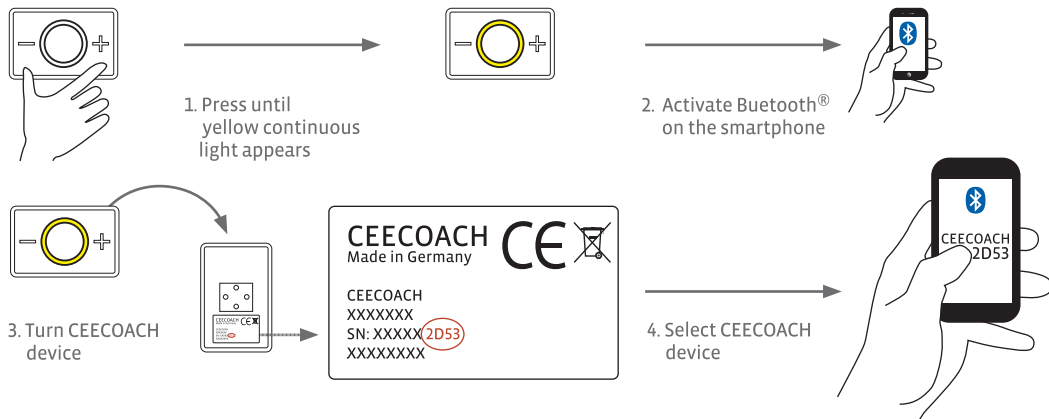 1. Press until
yellow continuous
light appears
2. Activate Buetooth®
on the smartphone
3. Turn CEECOACH
device
CEECOACH
Made in Germany
CE
CEECOACH
XXXXXXX
SN: XXXXX2D53
XXXXXXXX
4. Select CEECOACH
device
CEECOACH
2D53